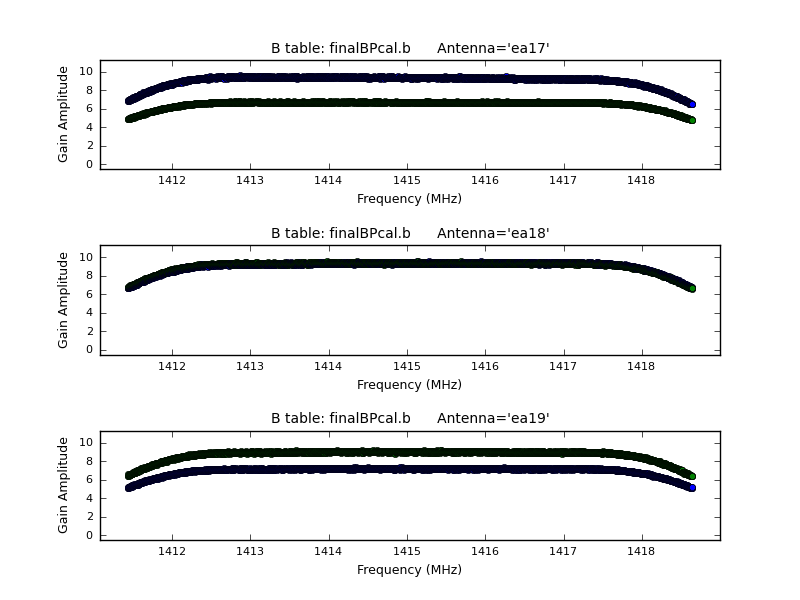 B table: finalBPcal.b Antenna='ea17'
Gain Amplitude
10
8
6
4
2
0
1412 1413 1414 1415 1416 1417 1418
Frequency (MHz)
B table: finalBPcal.b Antenna='ea18'
Gain Amplitude
10
8
6
4
2
0
1412 1413 1414 1415 1416 1417 1418
Frequency (MHz)
B table: finalBPcal.b Antenna='ea19'
Gain Amplitude
10
8
6
4
2
0
1412 1413 1414 1415 1416 1417 1418
Frequency (MHz)